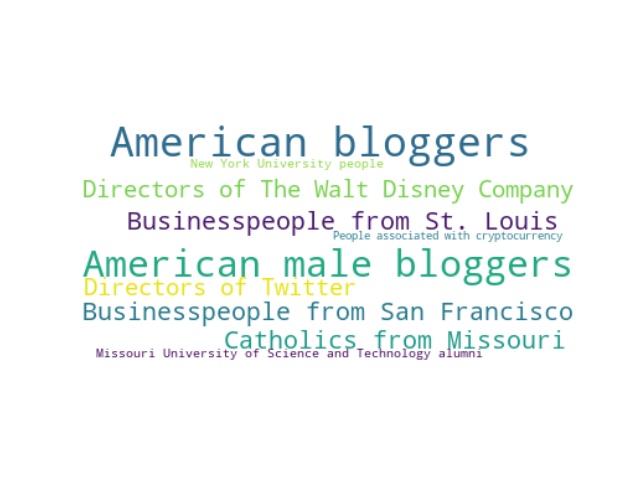 American bloggers
New York University people
Directors of The Walt Disney Company
Businesspeople from St. Louis
People associated with cryptocurrency
American male bloggers
Directors of Twitter
Businesspeople from San Francisco
Catholics from Missouri
Missouri University of Science and Technology alumni